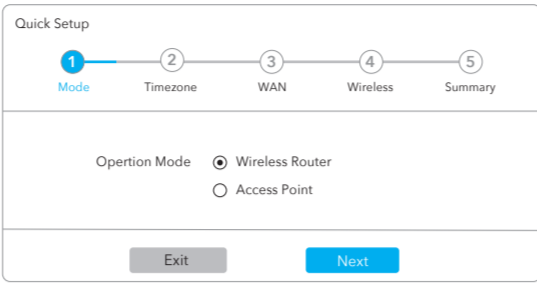 Quick Setup
1 2 3 4 5
Mode Timezone WAN Wireless Summary
Opertion Mode Wireless Router
Access Point
Exit Next